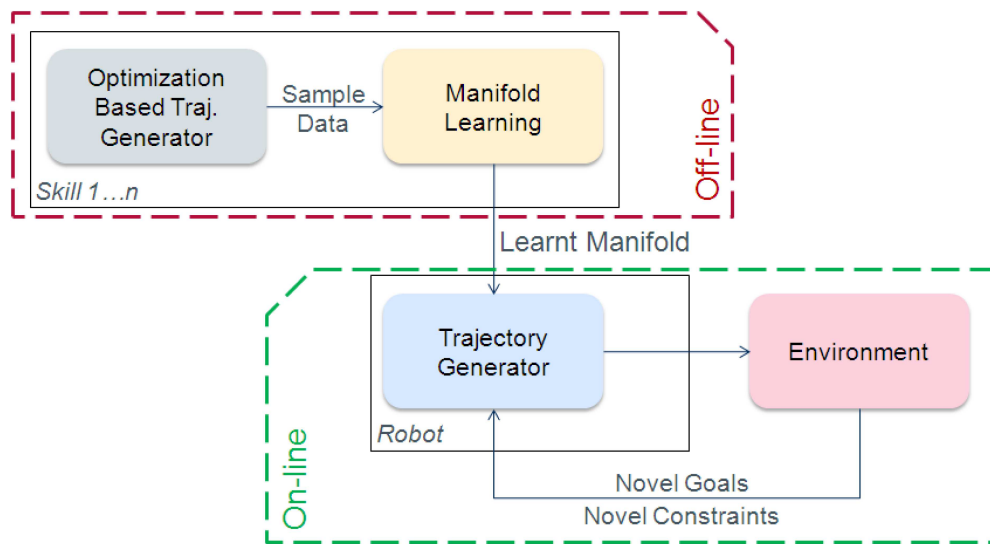 Optimization
Based Traj.
Generator
Sample
Data
Manifold
Learning
Skill 1...n
Off-line
Learnt Manifold
Trajectory
Generator
Environment
Robot
Novel Goals
Novel Constraints
On-line